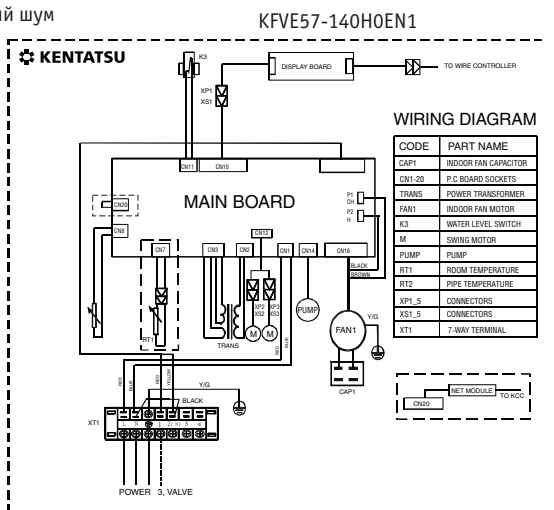 ий шум
KFVE57-140H0EN1
KENTATSU
K3
DISPLAY BOARD
TO WIRE CONTROLLER
XP1
XS1
WIRING DIAGRAM
CODE PART NAME
CAP1 INDOOR FAN CAPACITOR
CN1-20 P.C BOARD SOCKETS
TRANS POWER TRANSFORMER
FAN1 INDOOR FAN MOTOR
K3 WATER LEVEL SWITCH
M SWING MOTOR
PUMP PUMP
RT1 ROOM TEMPERATURE
RT2 PIPE TEMPERATURE
XP1_5 CONNECTORS
XS1_5 CONNECTORS
XT1 7-WAY TERMINAL
CN11 CN10
MAIN BOARD
CN20
P1
CH
P2
H
CN8
CN12
CN7 CN3 CN2 CN1 CN14 CN16
BLACK
BROWN
XP2 XP3
XS2 XS3
M M
PUMP
RT1
TRANS
RED BLUE
FAN1
Y/G
CAP1
RED BLUE RED YELLOW
Y/G
BLACK
XT1
L N 1 2(N) 3 4
POWER 3, VALVE
CN20 NET MODULE TO KCC